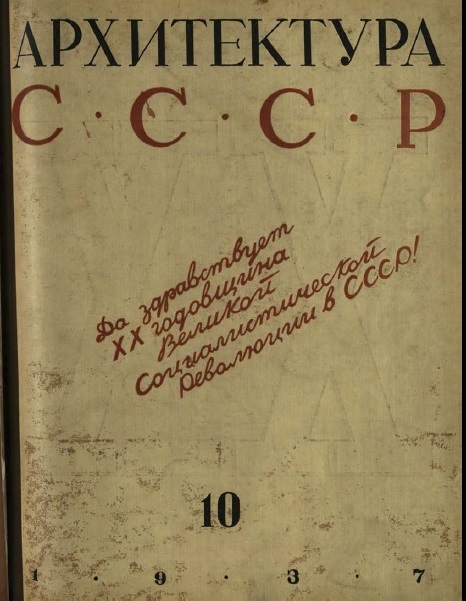 АРХИТЕКТУРА
С·С·С·Р
Да здравствует
XX годовщина
Великой
Социалистической
Революции в СССР!
10
1·9·3·7